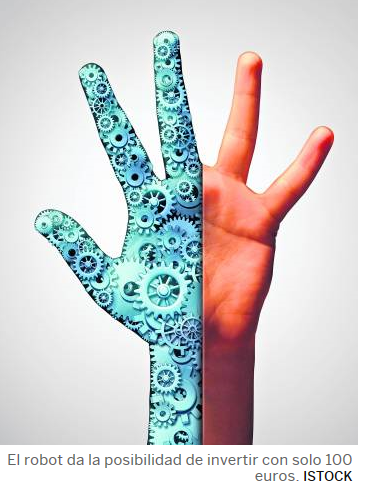 El robot da la posibilidad de invertir con solo 100
euros. ISTOCK